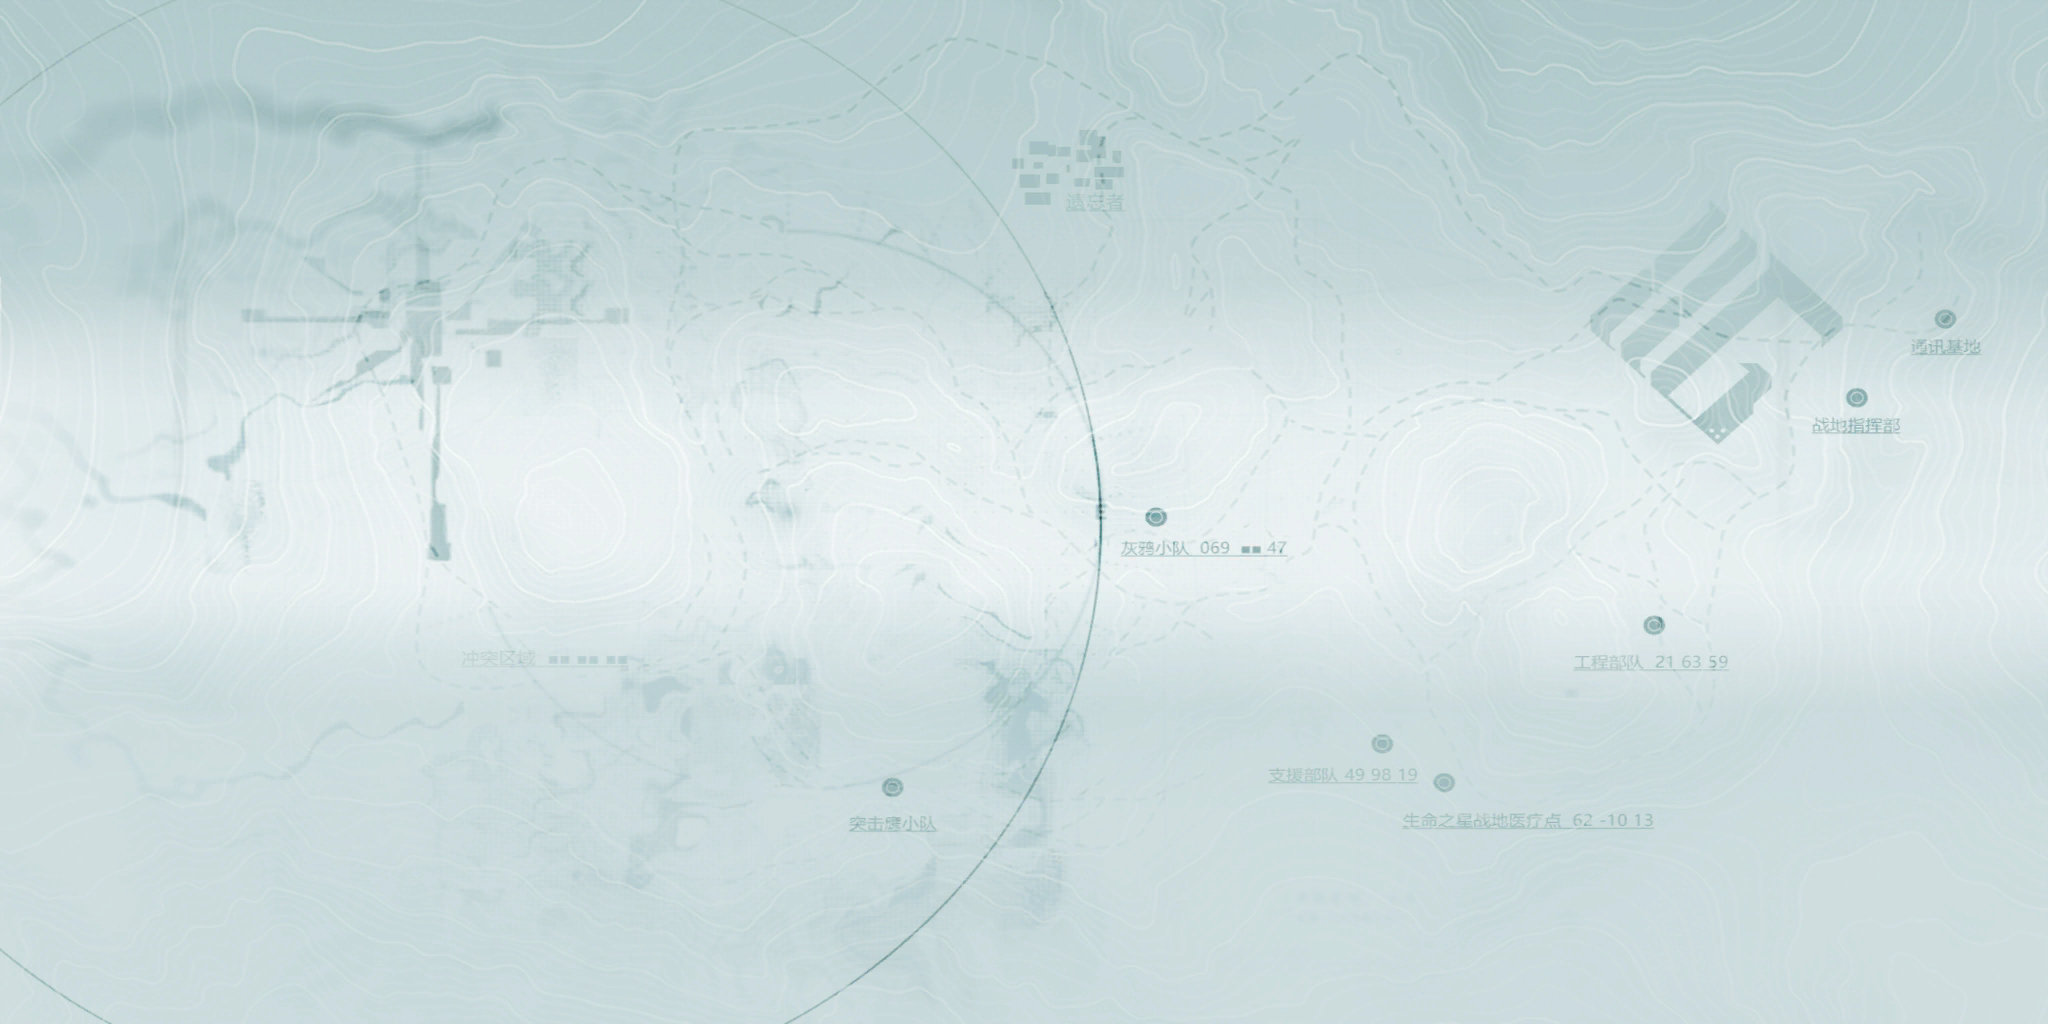 遗忘者
通讯基地
战地指挥部
灰鸦小队 069 ■■ 47
冲突区域 ■■ ■■ ■■
工程部队 21 63 59
支援部队 49 98 19
突击鹰小队
生命之星战地医疗点 62 -10 13